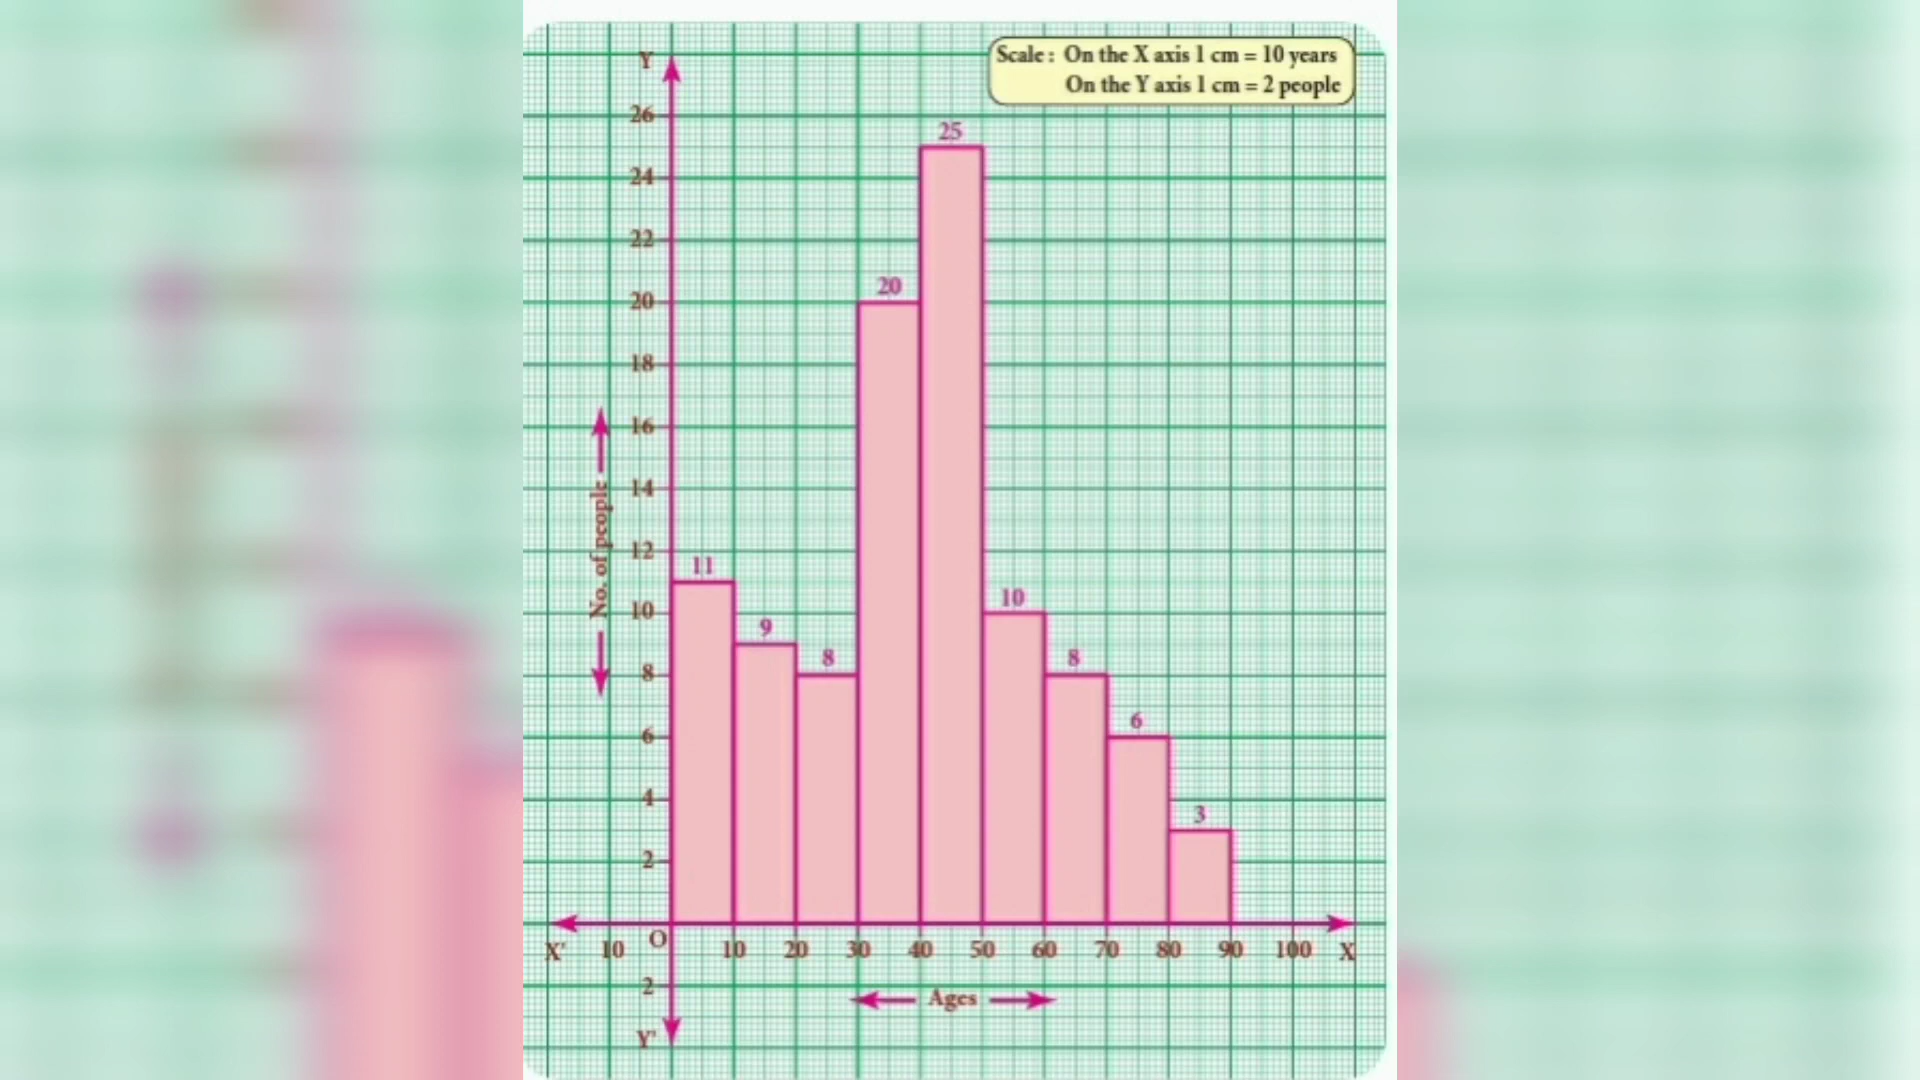 Scale : On the X axis 1 cm = 10 years
On the Y axis 1 cm = 2 people
Y
26
25
24
22
20
20
18
16
14
12
11
10
10
9
8
8
8
6
6
4
3
2
No. of people
O
X' 10 10 20 30 40 50 60 70 80 90 100 X
2
Ages
Y'